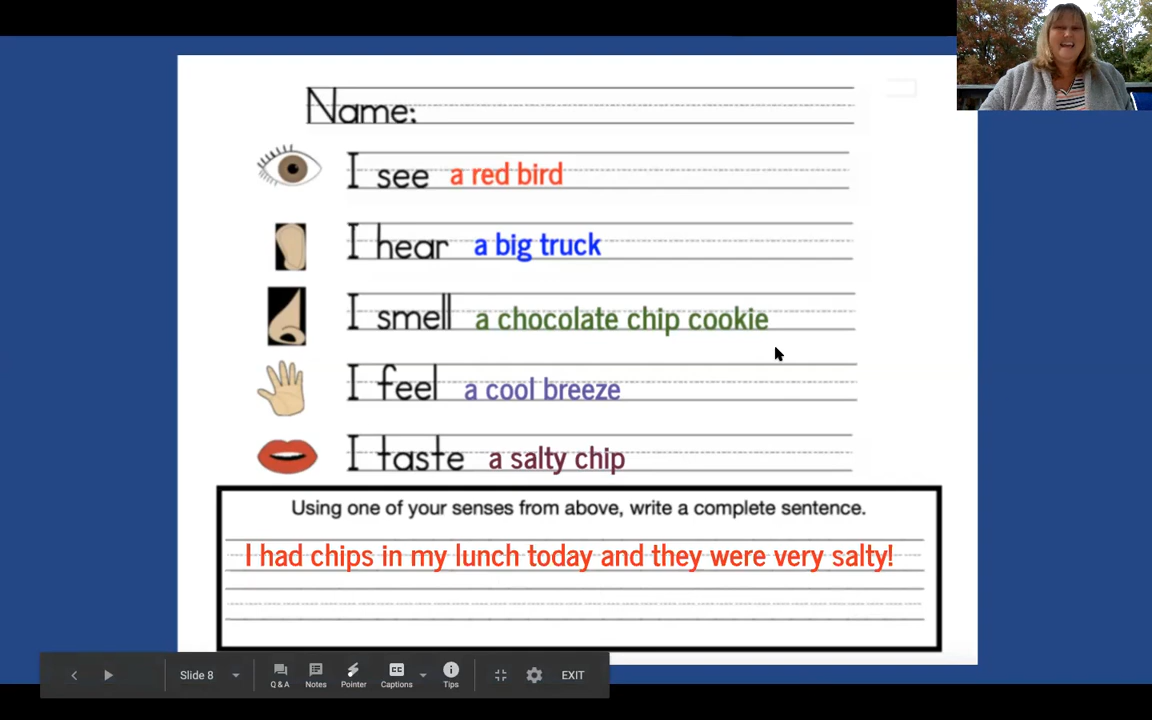 Name:
I see a red bird
I hear a big truck
I smell a chocolate chip cookie
I feel a cool breeze
I taste a salty chip
Using one of your senses from above, write a complete sentence.
I had chips in my lunch today and they were very salty!
Slide 8
Q & A
Notes
Pointer
CC
Captions
Tips
EXIT